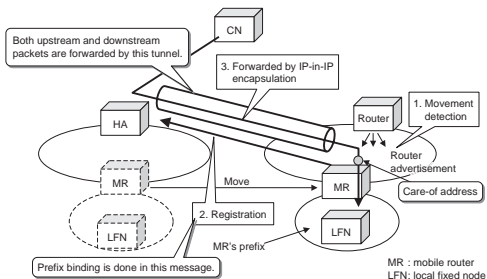 Both upstream and downstream
packets are forwarded by this tunnel.
CN
3. Forwarded by IP-in-IP
encapsulation
1. Movement
detection
HA
Router
Router
advertisement
MR
Move
MR
Care-of address
2. Registration
LFN
MR's prefix
LFN
Prefix binding is done in this message.
MR : mobile router
LFN: local fixed node